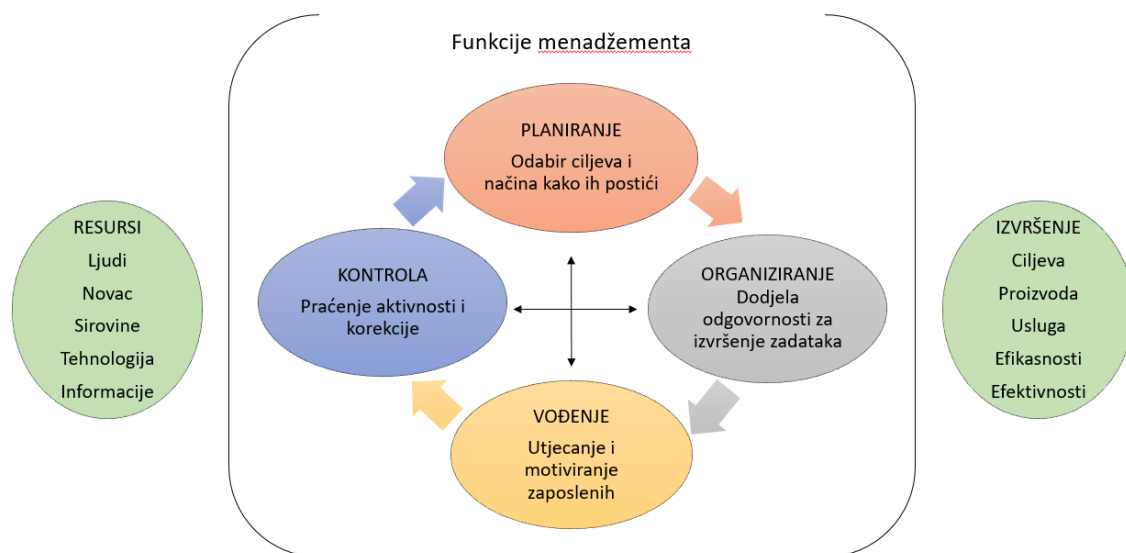 Funkcije menadžmenta
PLANIRANJE
Odabir ciljeva i
načina kako ih postići
RESURSI
Ljudi
Novac
Sirovine
Tehnologija
Informacije
KONTROLA
Praćenje aktivnosti i
korekcije
ORGANIZIRANJE
Dodjela
odgovornosti za
izvršenje zadataka
VOĐENJE
Utjecanje i
motiviranje
zaposlenih
IZVRŠENJE
Ciljeva
Proizvoda
Usluga
Efikasnosti
Efektivnosti